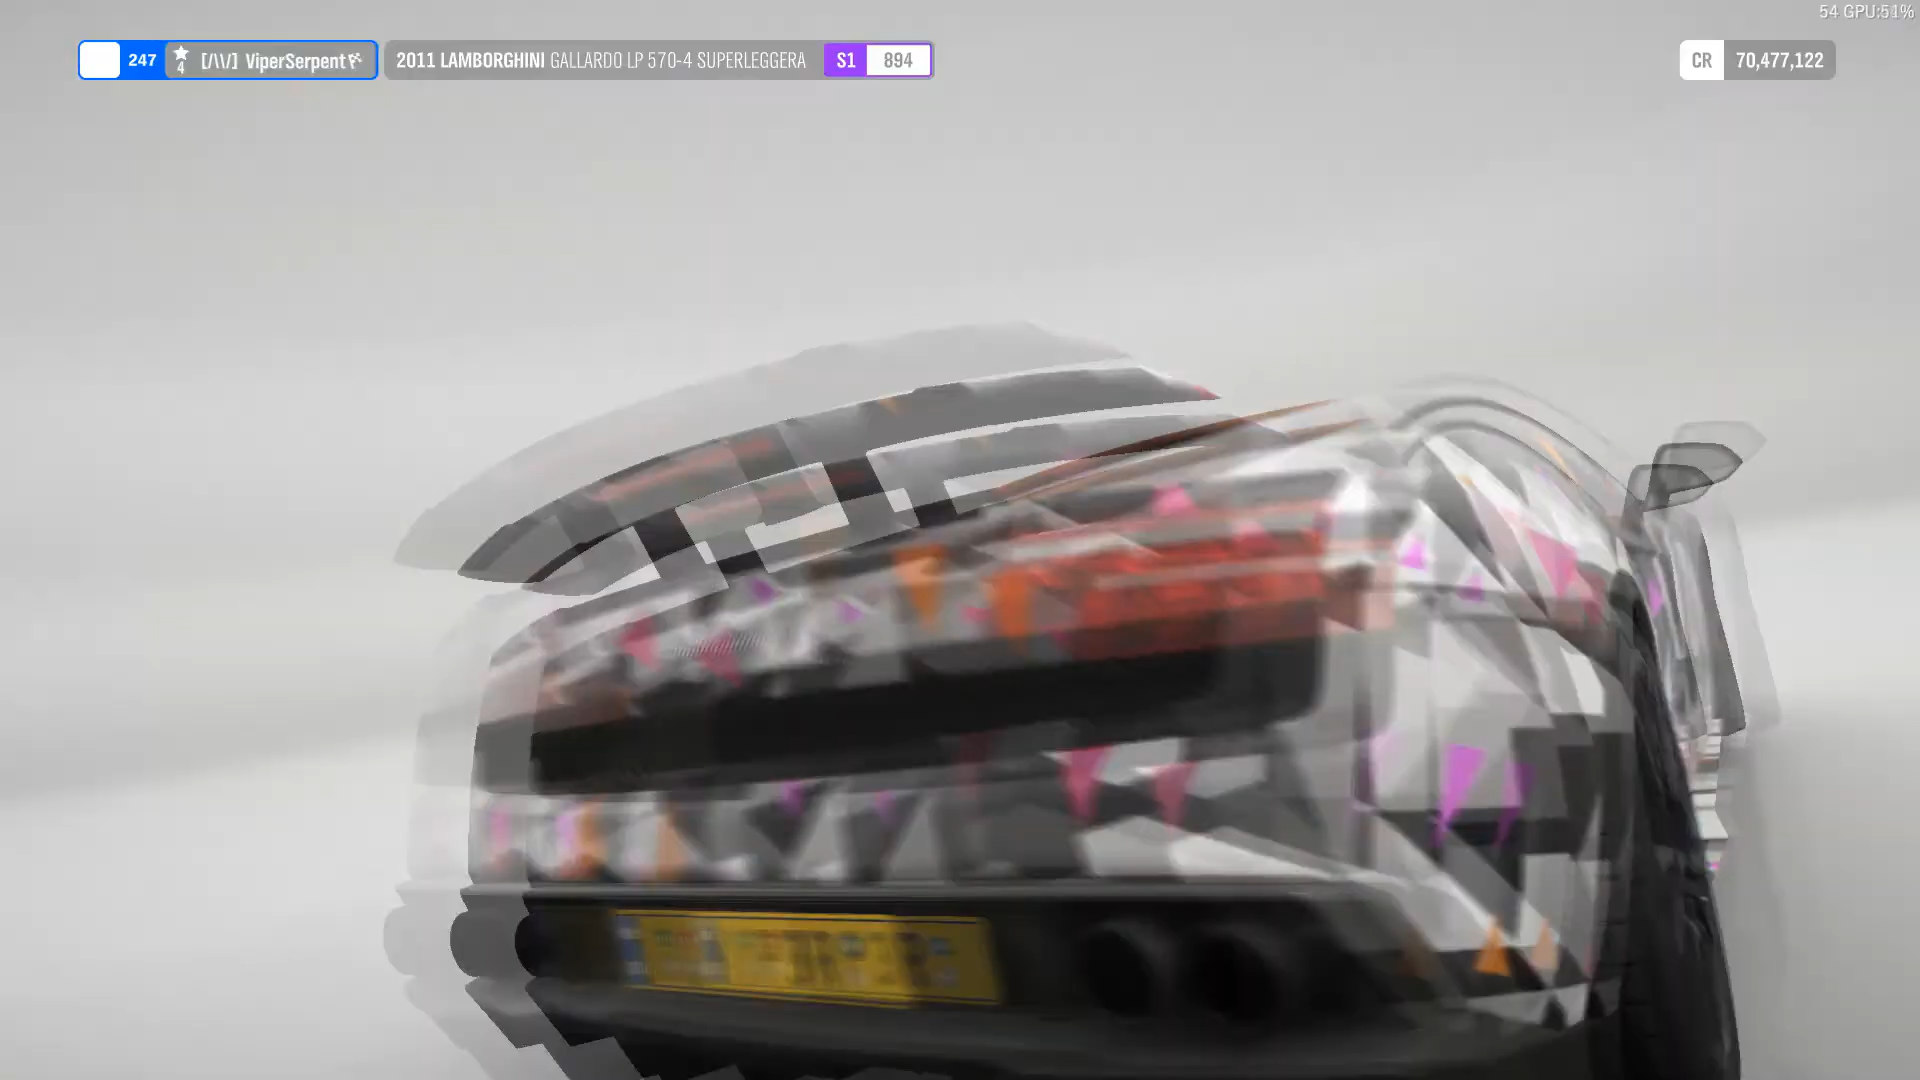 54 GPU:51%
247 4 [/\\/] ViperSerpent 2011 LAMBORGHINI GALLARDO LP 570-4 SUPERLEGGERA S1 894 CR 70,477,122